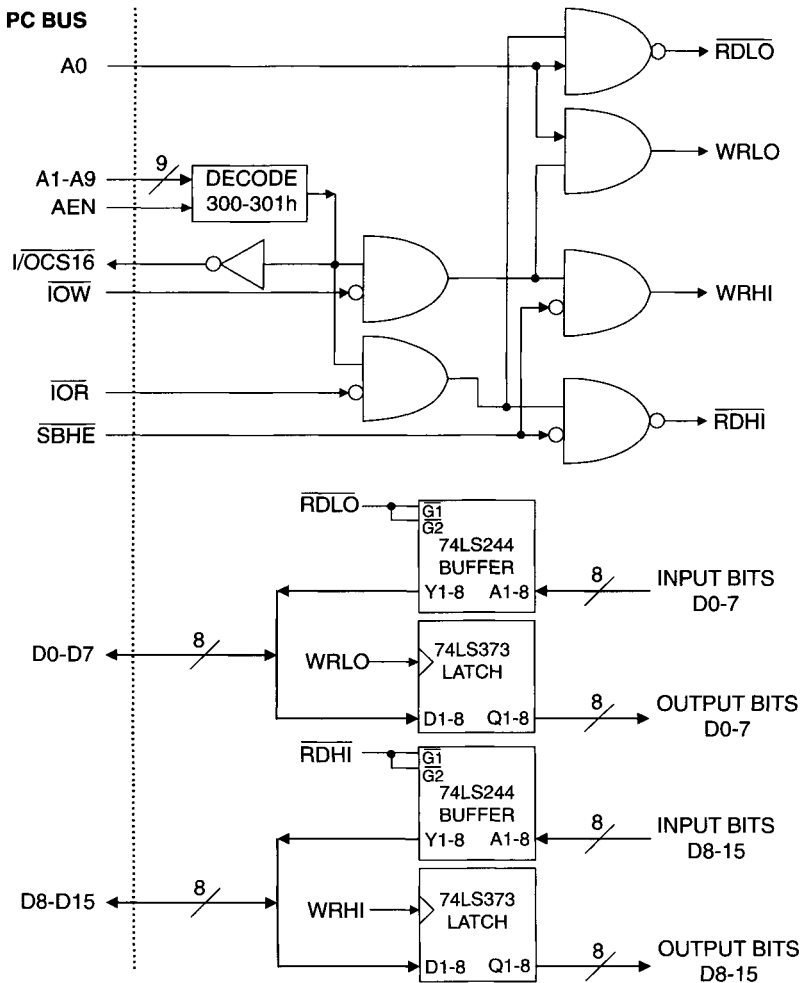 PC BUS
A0
A1-A9
9
AEN
DECODE
300-301h
I/OCS16
IOW
IOR
SBHE
RDLO
WRLO
WRHI
RDHI
RDLO
G1
G2
74LS244
BUFFER
Y1-8 A1-8
8
INPUT BITS
D0-7
D0-D7
8
WRLO
74LS373
LATCH
D1-8 Q1-8
8
OUTPUT BITS
D0-7
RDHI
G1
G2
74LS244
BUFFER
Y1-8 A1-8
8
INPUT BITS
D8-15
D8-D15
8
WRHI
74LS373
LATCH
D1-8 Q1-8
8
OUTPUT BITS
D8-15